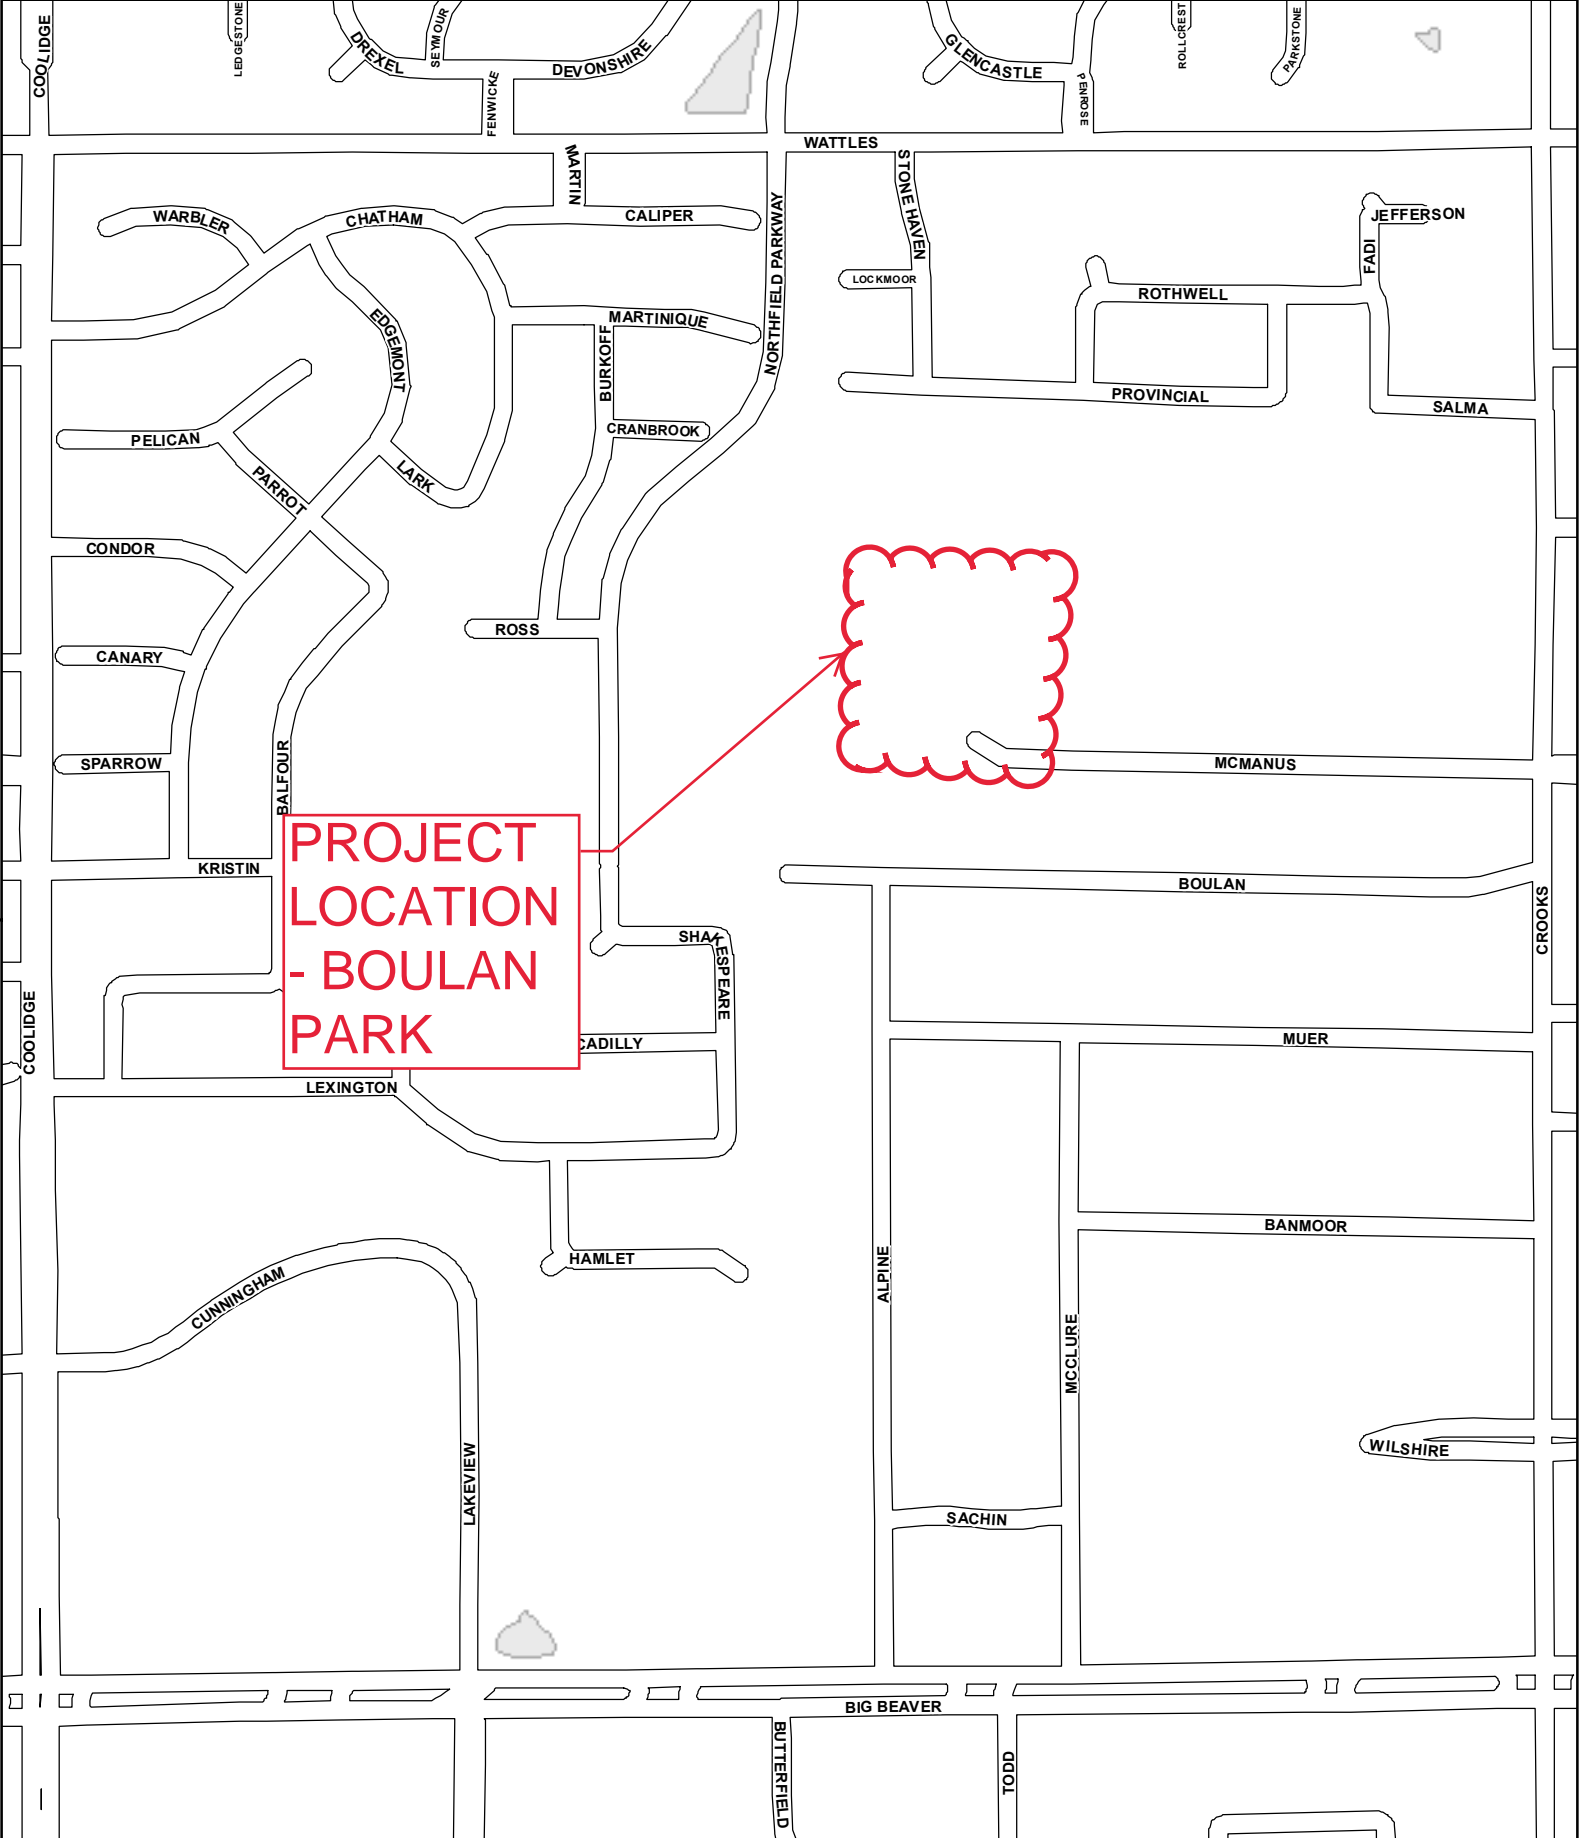 COOLIDGE
LEDGESTONE
DREXEL
SEYMOUR
FENWICKE
DEVONSHIRE
GLENCASTLE
PENROSE
ROLLCREST
PARKSTONE
WATTLES
MARTIN
STONE HAVEN
WARBLER
CHATHAM
CALIPER
NORTHFIELD PARKWAY
JEFFERSON
FADI
LOCKMOOR
ROTHWELL
EDGEMONT
MARTINIQUE
BURKOFF
PROVINCIAL
SALMA
PELICAN
CRANBROOK
LARK
PARROT
CONDOR
ROSS
CANARY
SPARROW
BALFOUR
MCMANUS
PROJECT
LOCATION
- BOULAN
PARK
KRISTIN
BOULAN
CROOKS
SHAKESPEARE
COOLIDGE
CADILLY
MUER
LEXINGTON
BANMOOR
HAMLET
ALPINE
CUNNINGHAM
MCCLURE
WILSHIRE
LAKEVIEW
SACHIN
BIG BEAVER
BUTTERFIELD
TODD